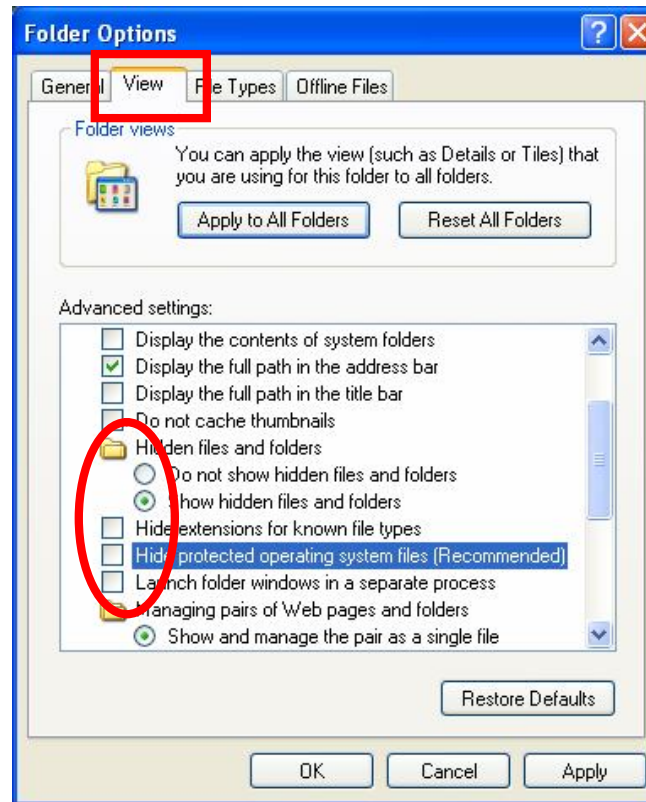 Folder Options
General View File Types Offline Files
Folder views
You can apply the view (such as Details or Tiles) that
you are using for this folder to all folders.
Apply to All Folders Reset All Folders
Advanced settings:
Display the contents of system folders
Display the full path in the address bar
Display the full path in the title bar
Do not cache thumbnails
Hidden files and folders
Do not show hidden files and folders
Show hidden files and folders
Hide extensions for known file types
Hide protected operating system files (Recommended)
Launch folder windows in a separate process
Managing pairs of Web pages and folders
Show and manage the pair as a single file
Restore Defaults
OK Cancel Apply